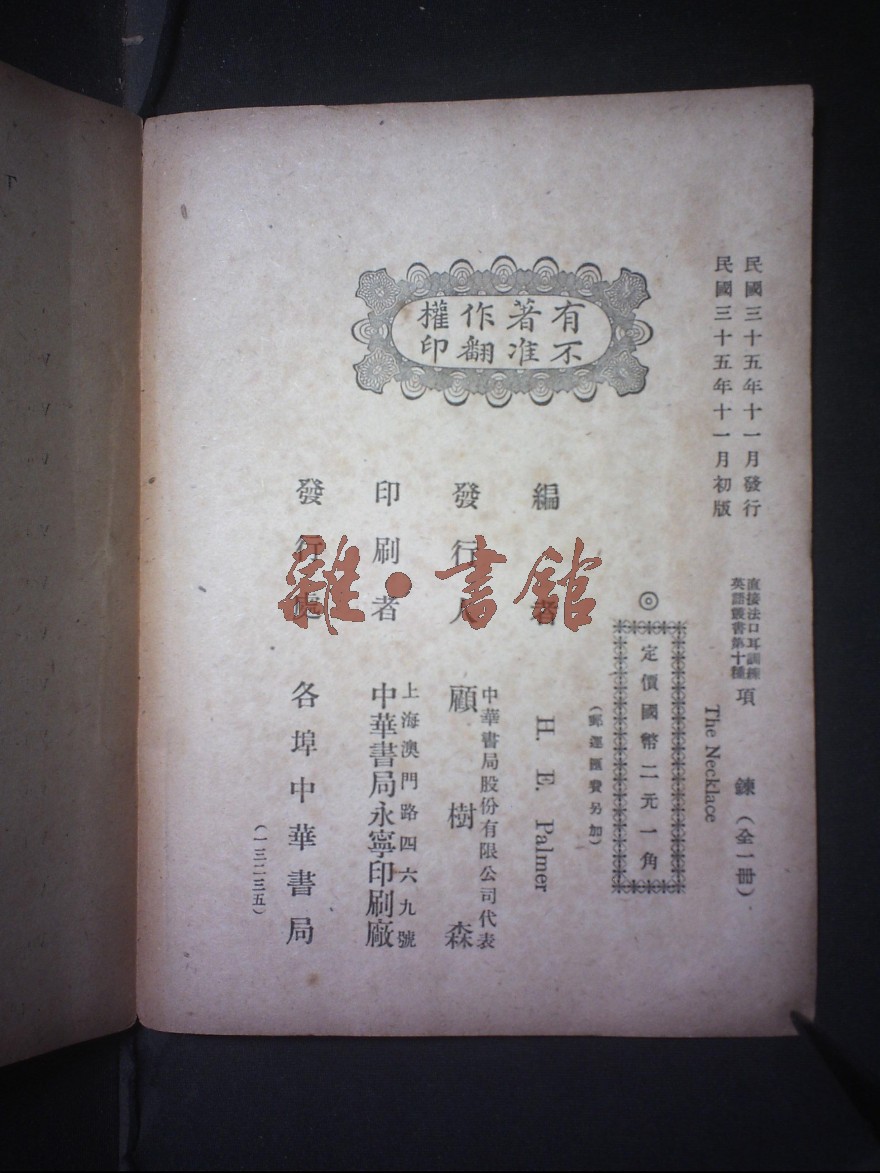 民國三十五年十一月發行
民國三十五年十一月初版
直接法口耳訓練
英語叢書第十種
項鍊(全一冊)
The Necklace
◎定價國幣二元一角
(郵運匯費另加)
有著作權
不准翻印
編者 H. E. Palmer
中華書局股份有限公司代表
發行人 顧樹森
上海澳門路四六九號
印刷者 中華書局永寧印刷廠
發行處 各埠中華書局
(一三二三五)
雜·書館